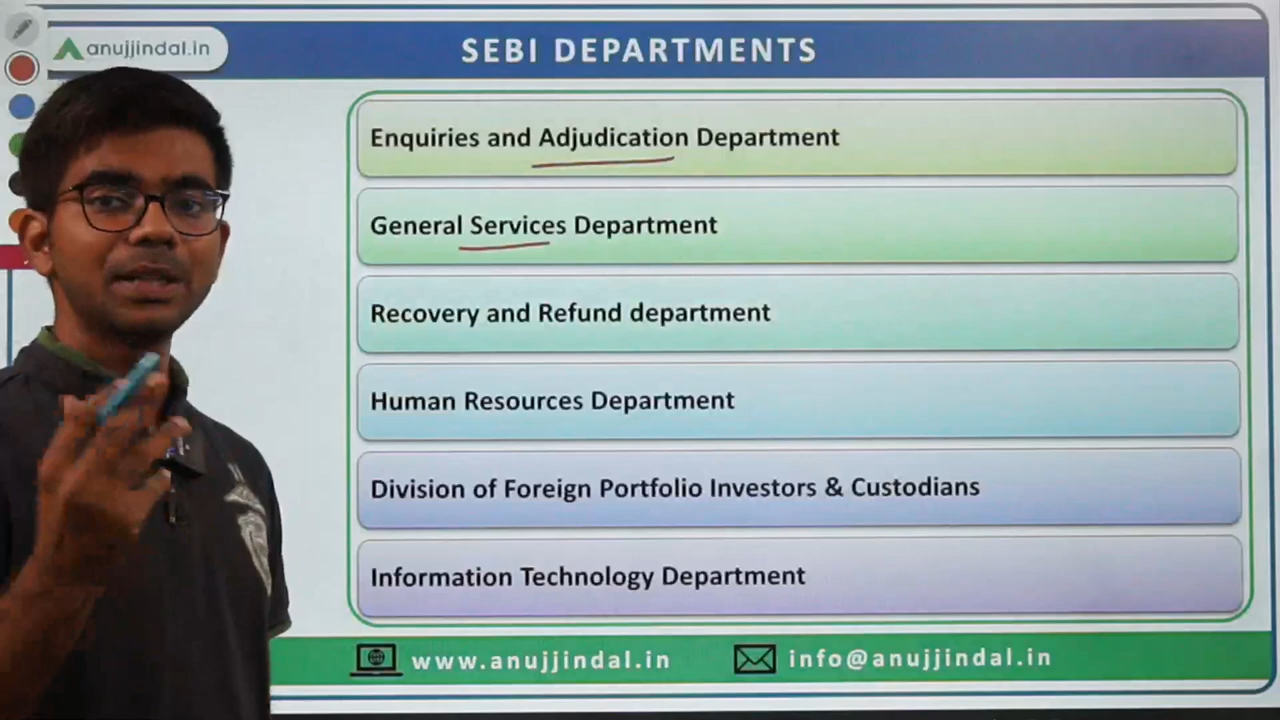 anujjindal.in
SEBI DEPARTMENTS
Enquiries and Adjudication Department
General Services Department
Recovery and Refund department
Human Resources Department
Division of Foreign Portfolio Investors & Custodians
Information Technology Department
www.anujjindal.in
info@anujjindal.in